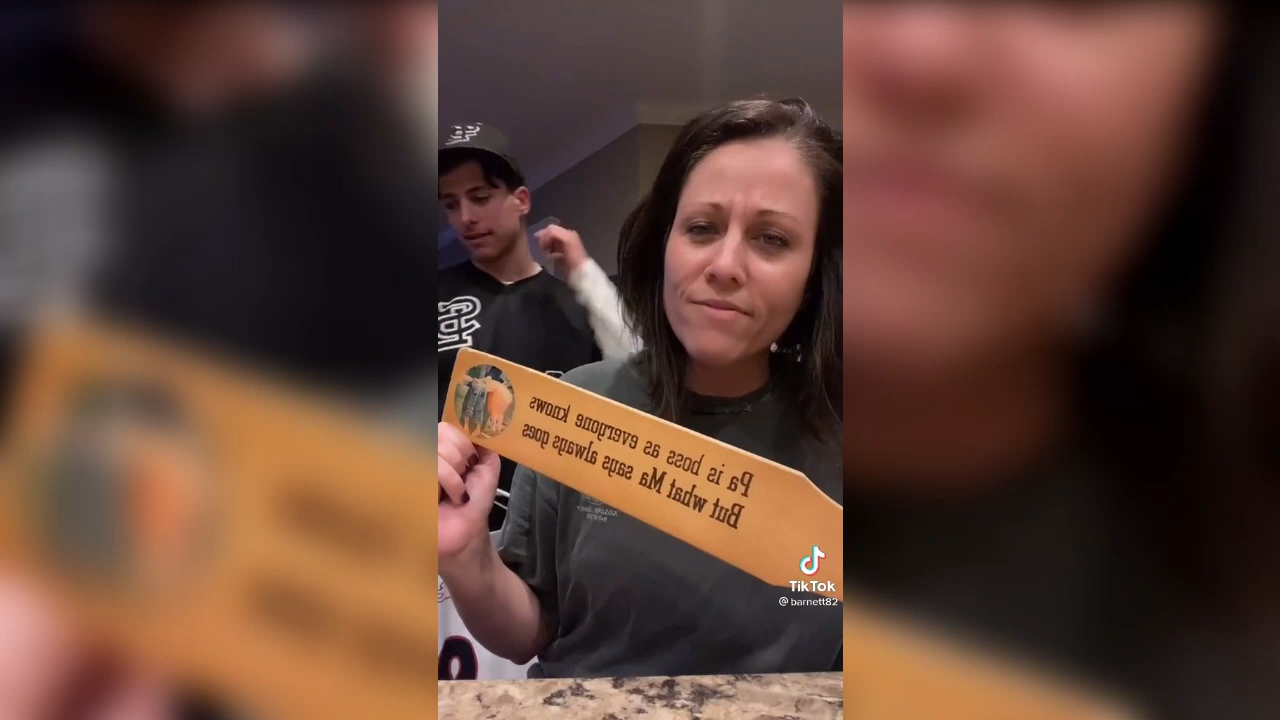 Pa is boss as everyone knows
But what Ma says always goes
TikTok
@barnett82